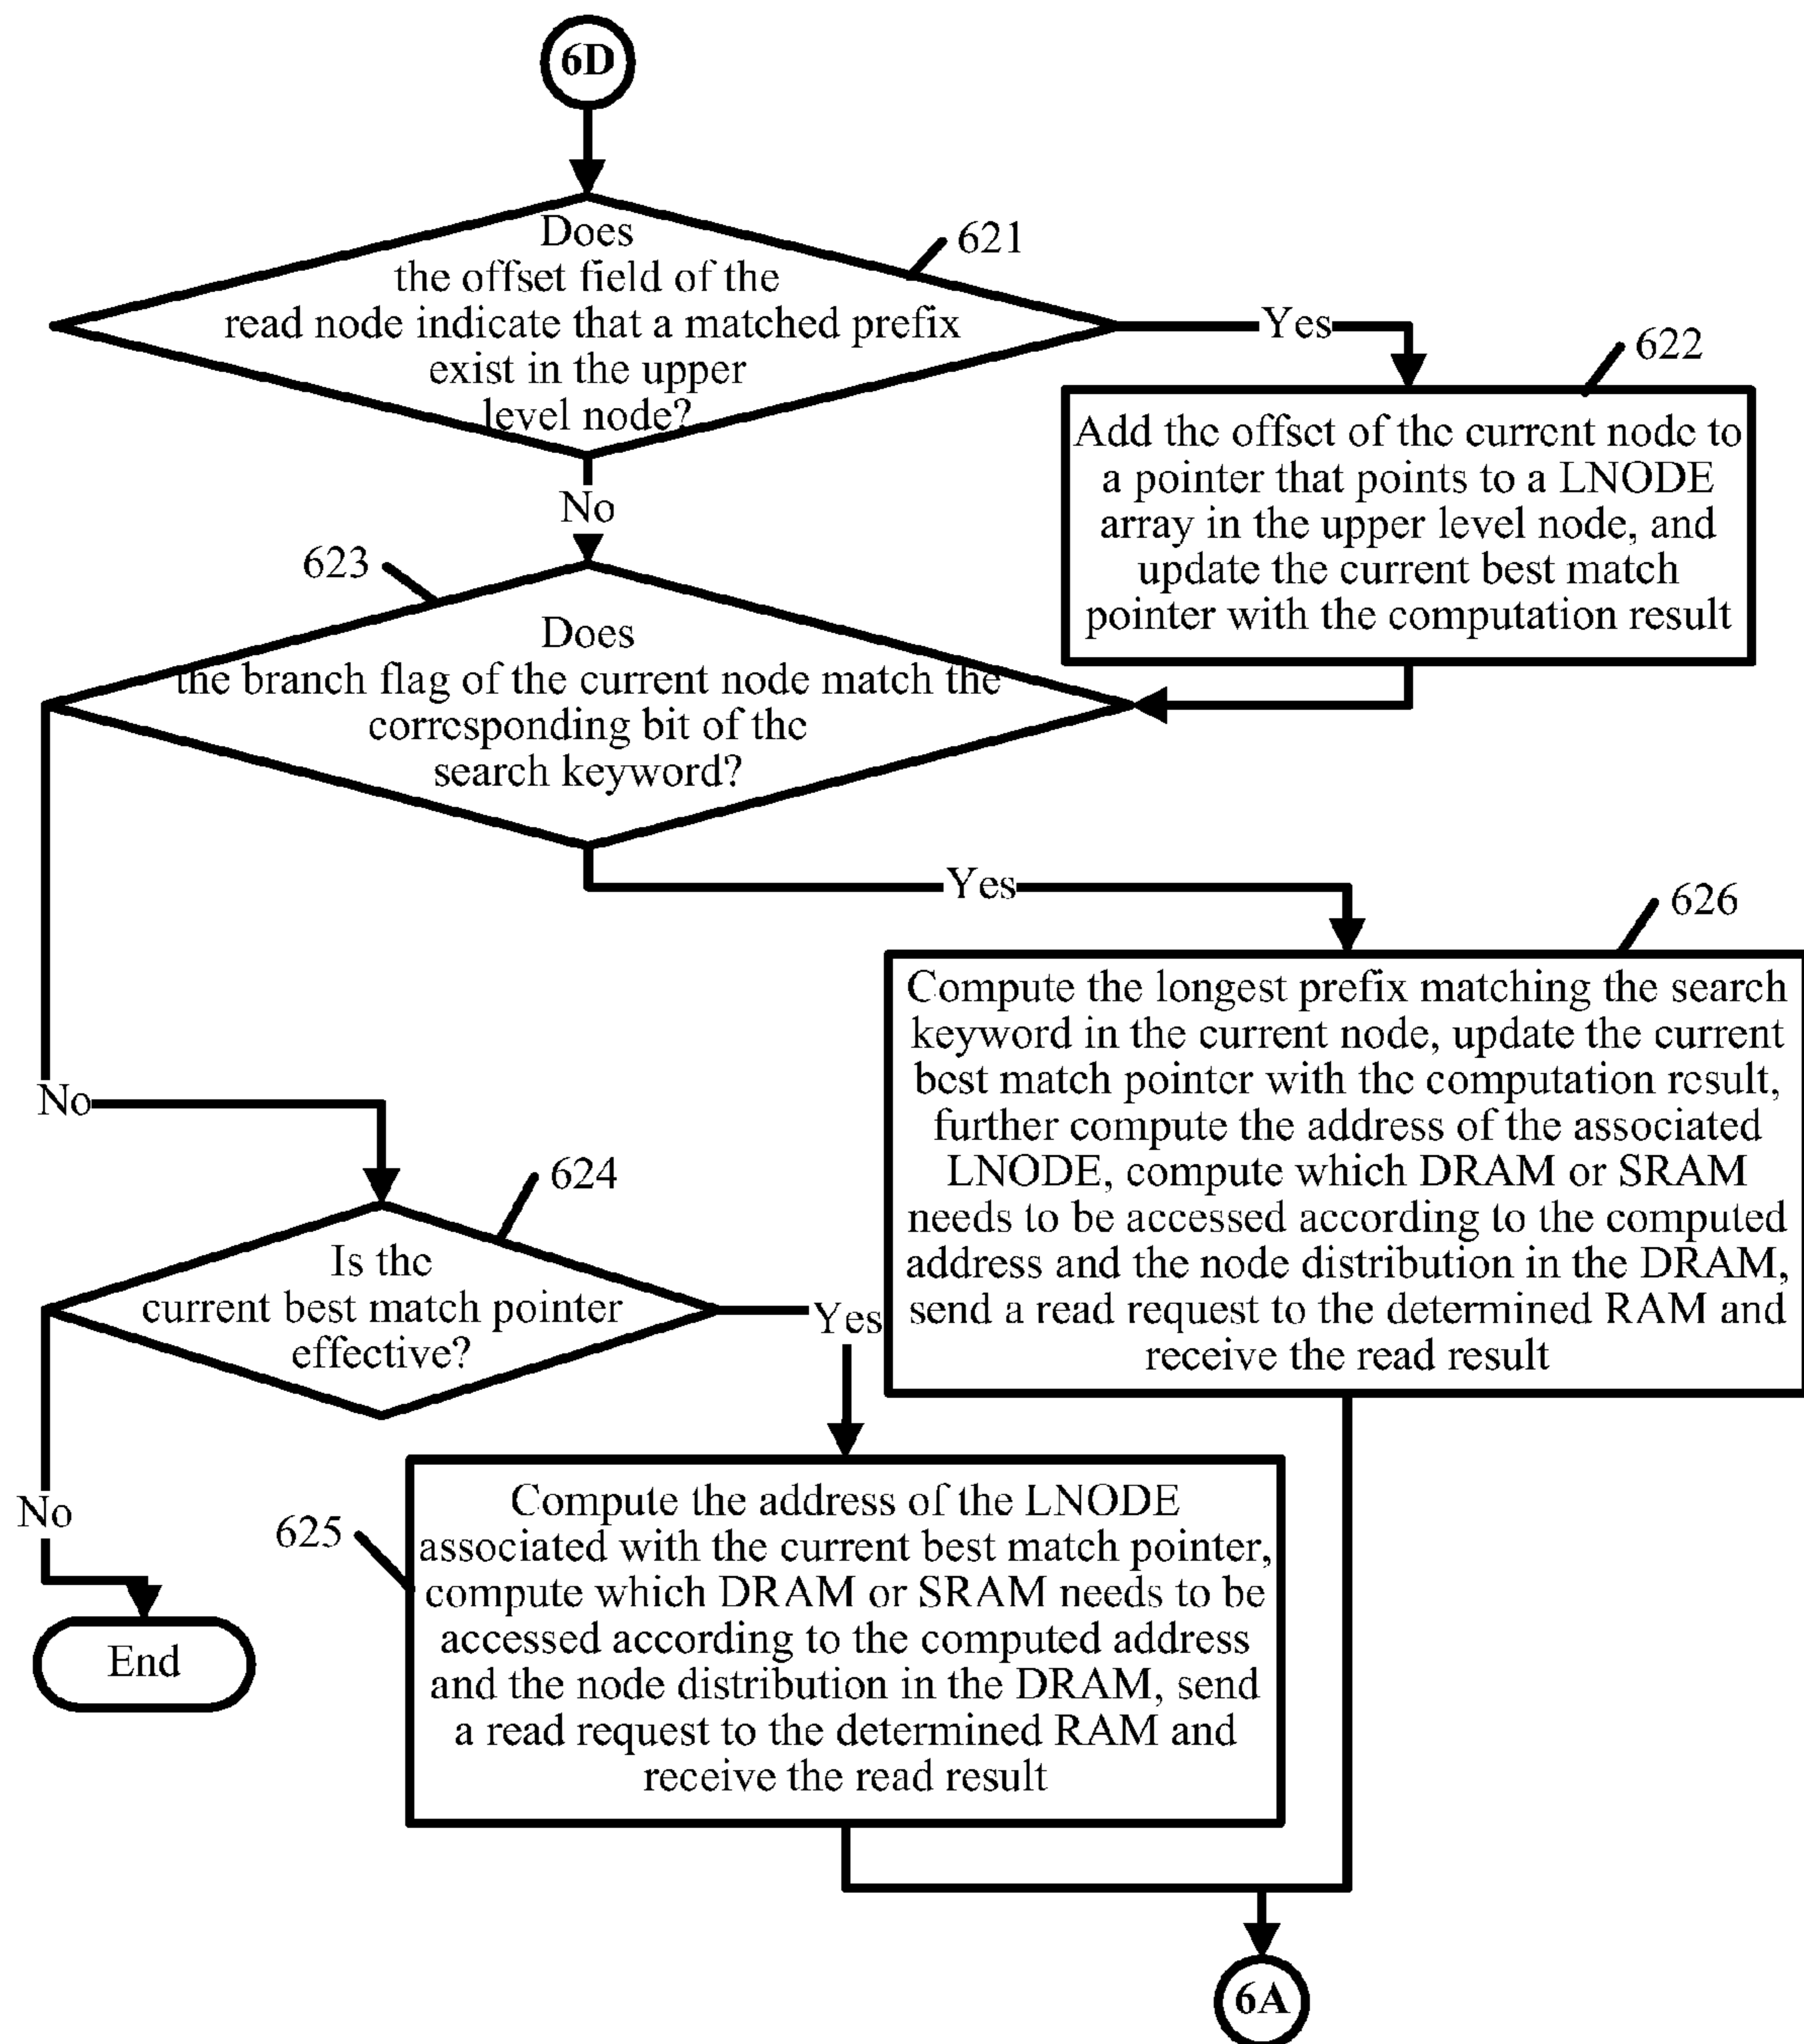 6D
Does
the offset field of the
read node indicate that a matched prefix
exist in the upper
level node?
621
Yes
622
Add the offset of the current node to
a pointer that points to a LNODE
array in the upper level node, and
update the current best match
pointer with the computation result
No
623
Does
the branch flag of the current node match the
corresponding bit of the
search keyword?
Yes
626
Compute the longest prefix matching the search
keyword in the current node, update the current
best match pointer with the computation result,
further compute the address of the associated
LNODE, compute which DRAM or SRAM
needs to be accessed according to the computed
address and the node distribution in the DRAM,
send a read request to the determined RAM and
receive the read result
No
624
Is the
current best match pointer
effective?
Yes
No
625
Compute the address of the LNODE
associated with the current best match pointer,
compute which DRAM or SRAM needs to be
accessed according to the computed address
and the node distribution in the DRAM, send
a read request to the determined RAM and
receive the read result
End
6A